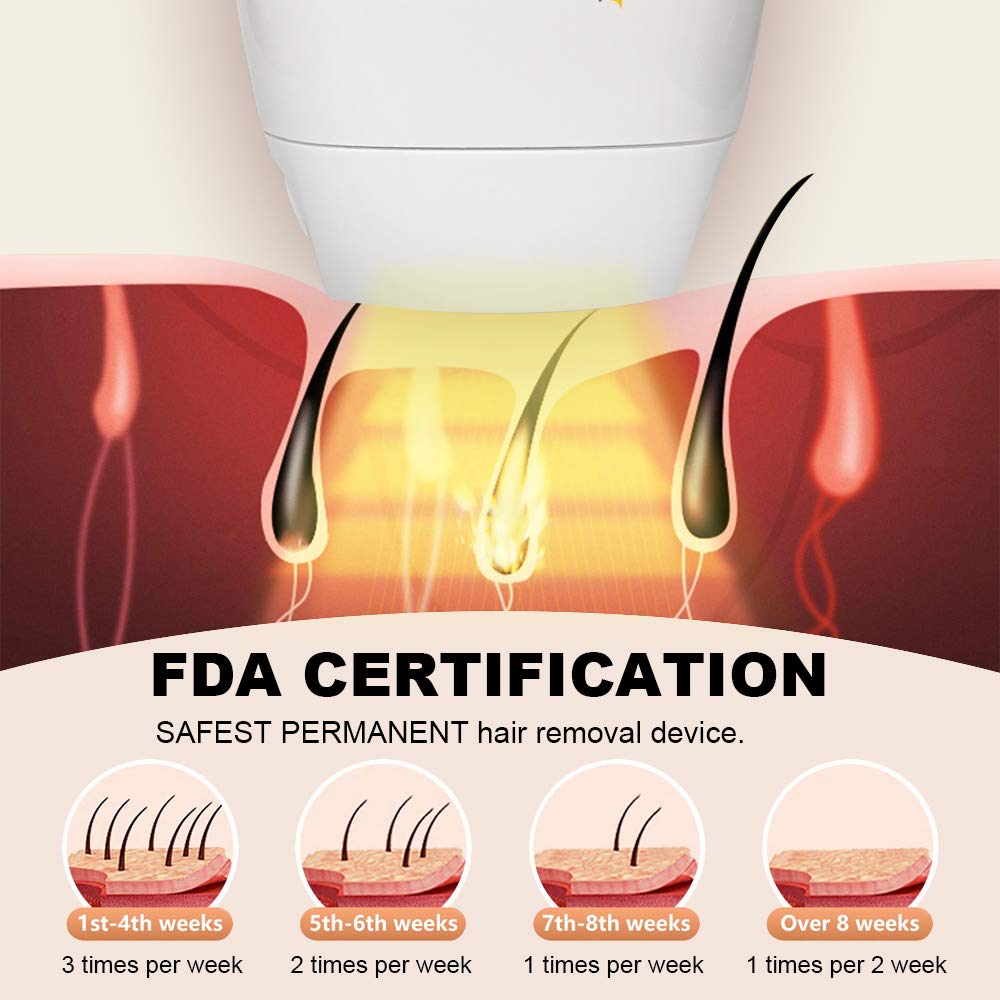 FDA CERTIFICATION
SAFEST PERMANENT hair removal device.
1st-4th weeks
5th-6th weeks
7th-8th weeks
Over 8 weeks
3 times per week
2 times per week
1 times per week
1 times per 2 week